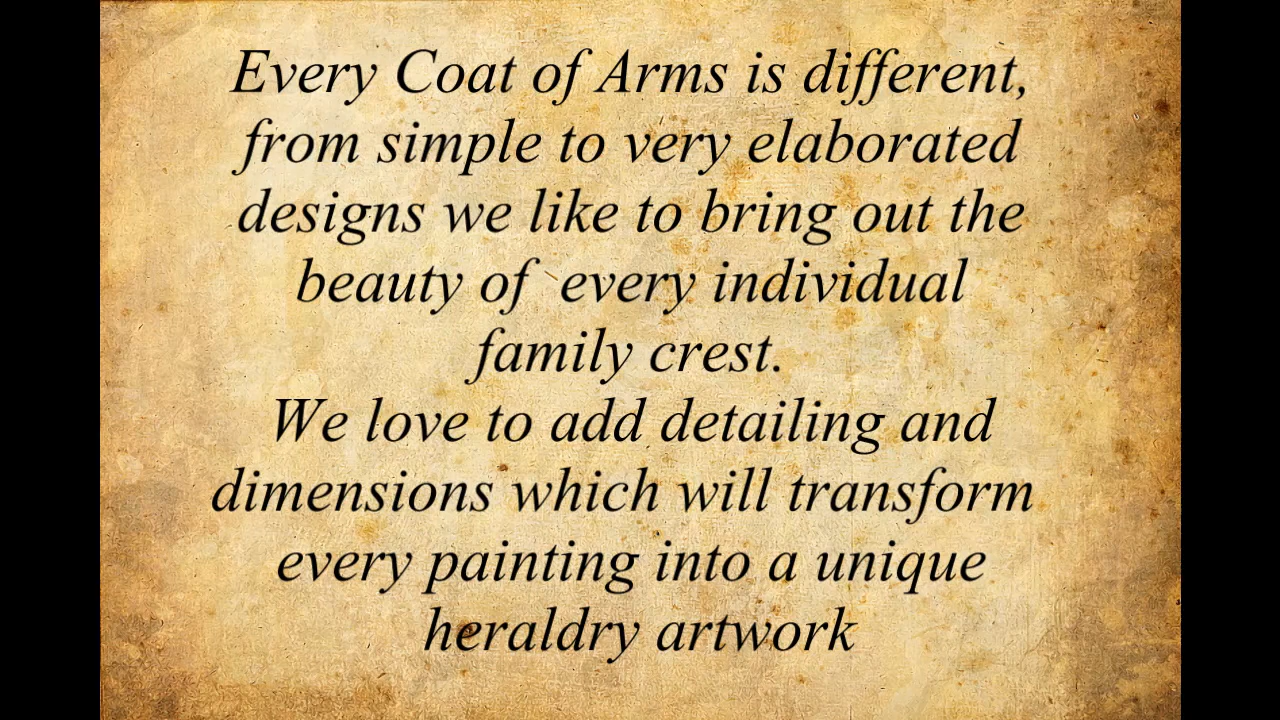 Every Coat of Arms is different,
from simple to very elaborated
designs we like to bring out the
beauty of  every individual
family crest.
We love to add detailing and
dimensions which will transform
every painting into a unique
heraldry artwork